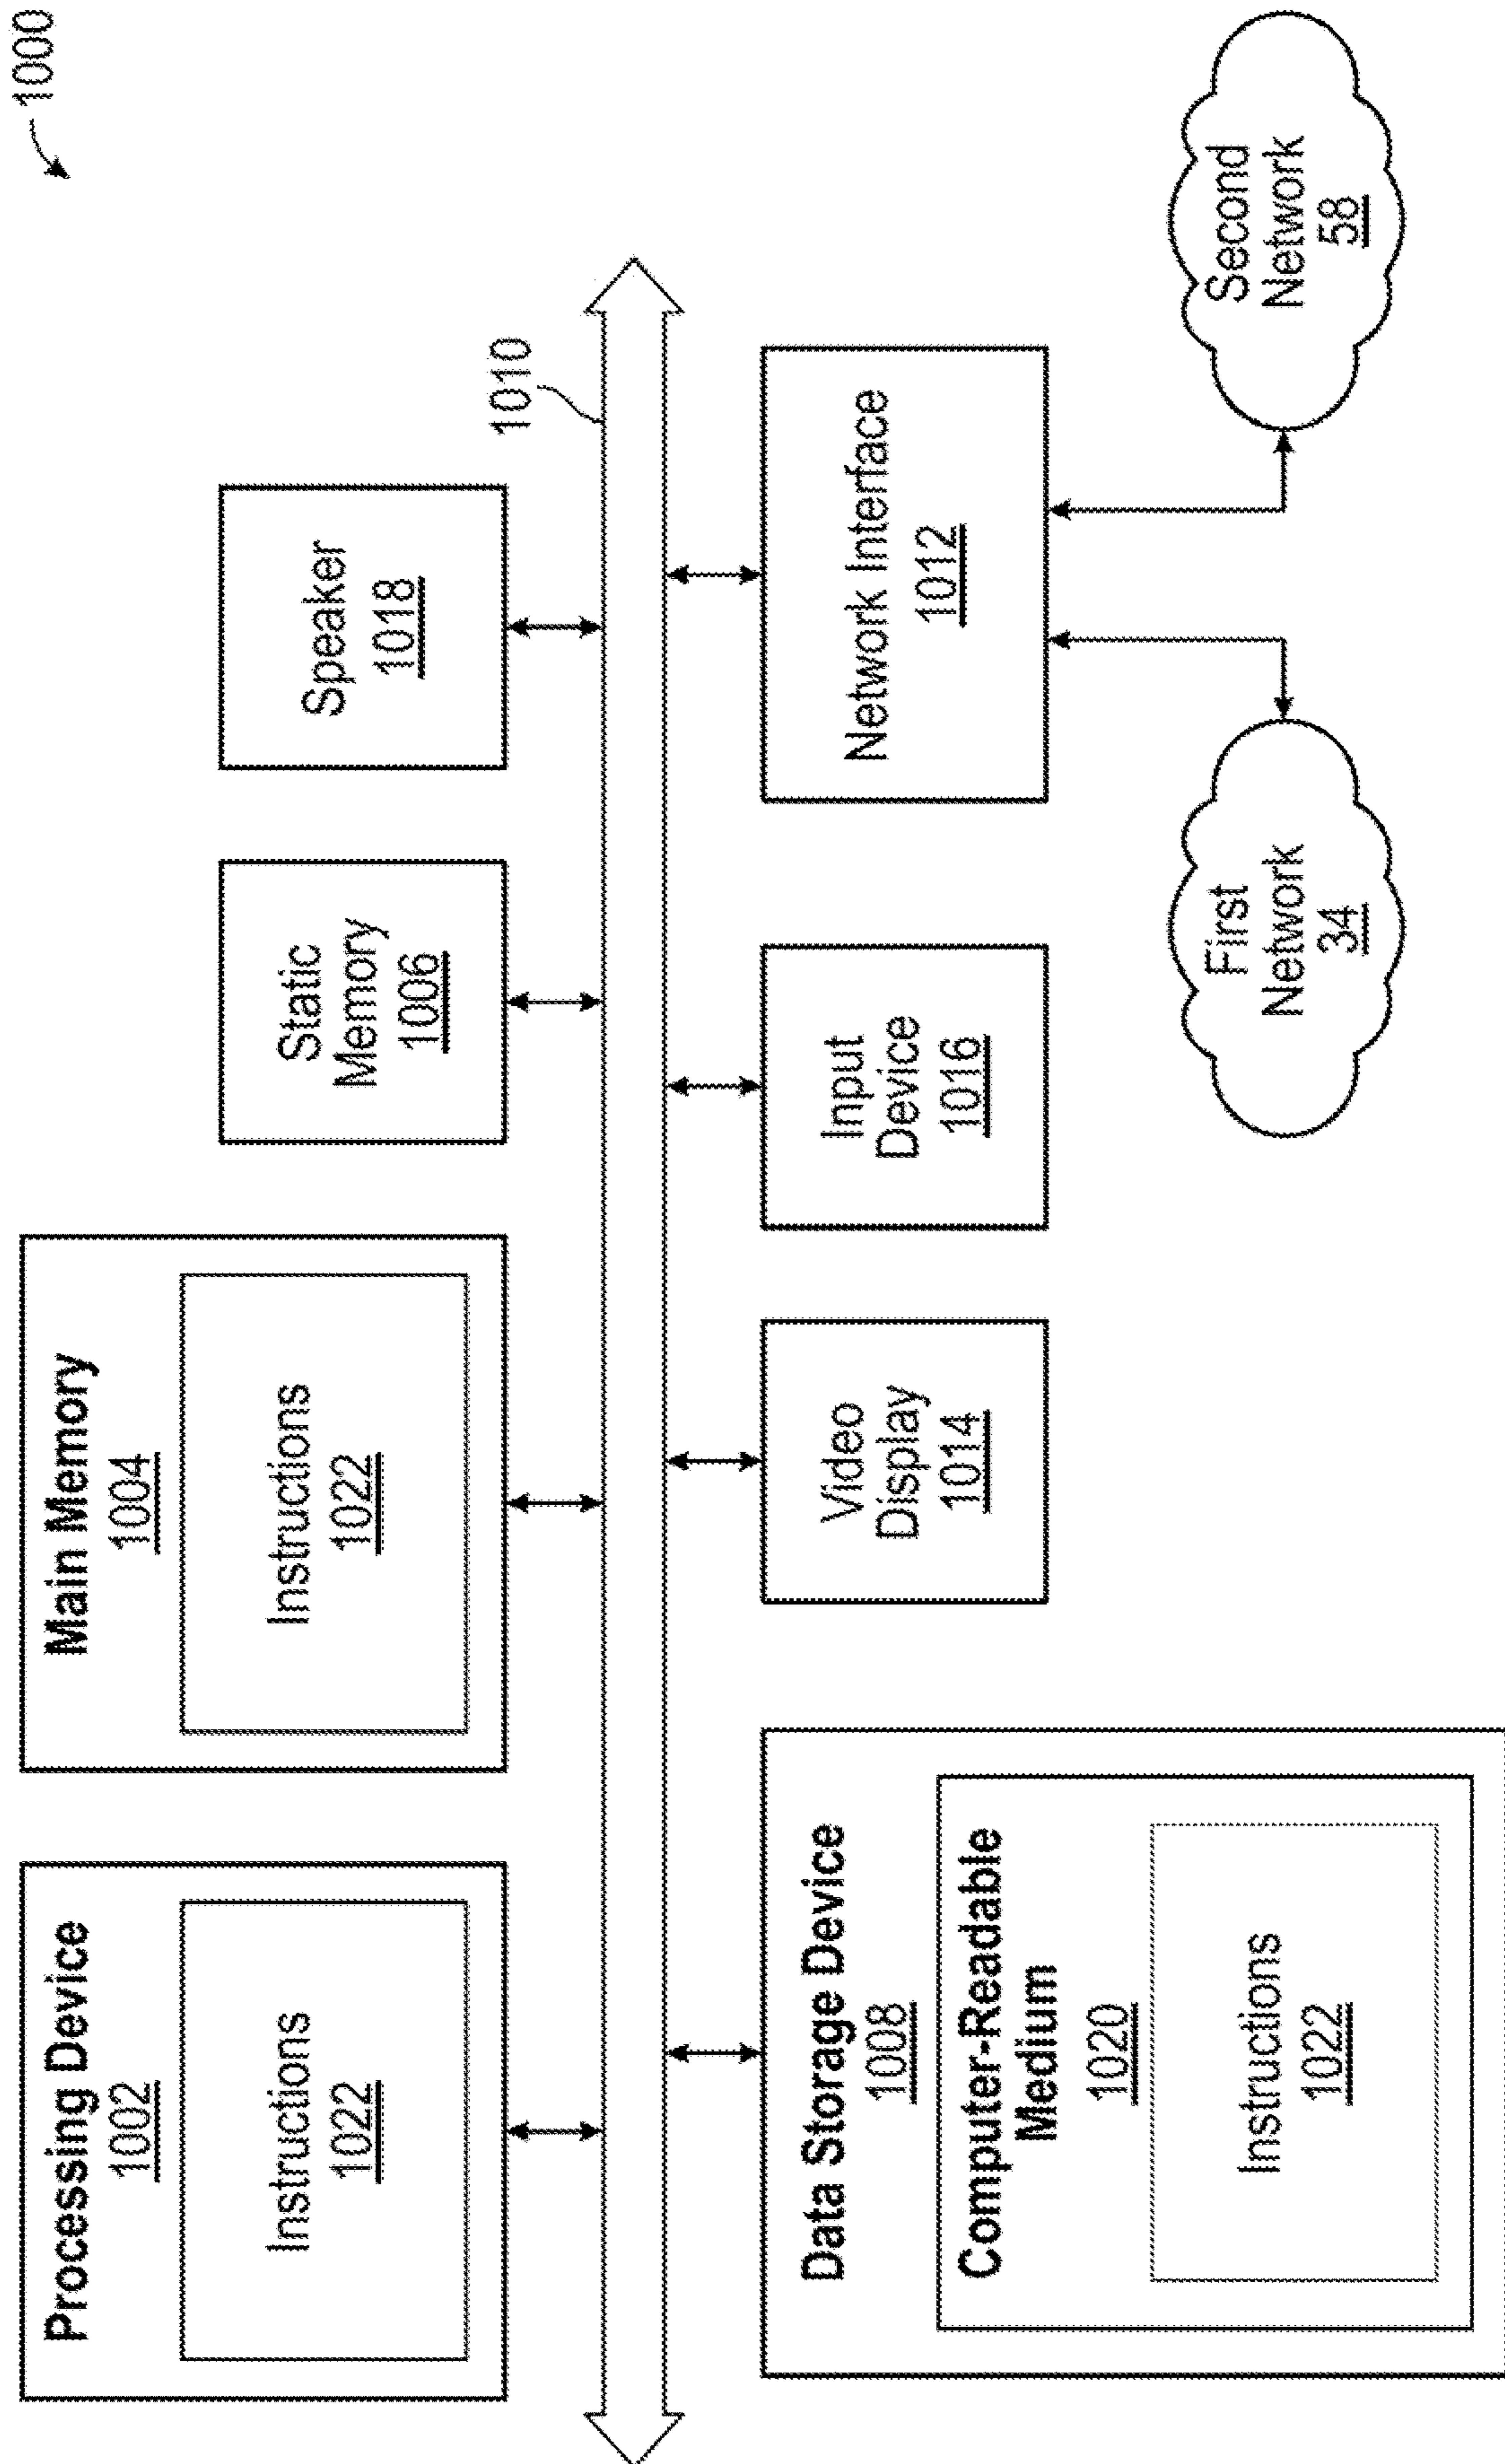 1000
Processing Device
1002
Instructions
1022
Main Memory
1004
Instructions
1022
Static
Memory
1006
Speaker
1018
1010
Data Storage Device
1008
Computer-Readable
Medium
1020
Instructions
1022
Video
Display
1014
Input
Device
1016
Network Interface
1012
First
Network
34
Second
Network
58